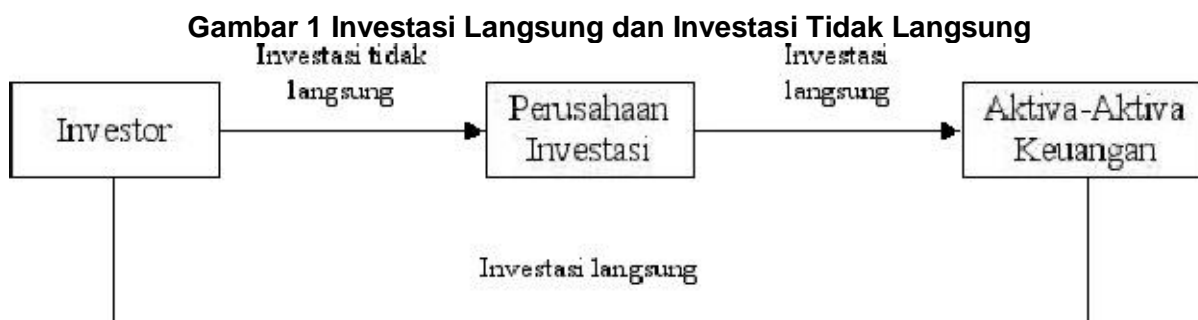 Gambar 1 Investasi Langsung dan Investasi Tidak Langsung
Investasi tidak
langsung
Investasi
langsung
Investor
Perusahaan
Investasi
Aktiva-Aktiva
Keuangan
Investasi langsung